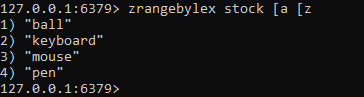 127.0.0.1:6379> zrangebylex stock [a [z
1) "ball"
2) "keyboard"
3) "mouse"
4) "pen"
127.0.0.1:6379>